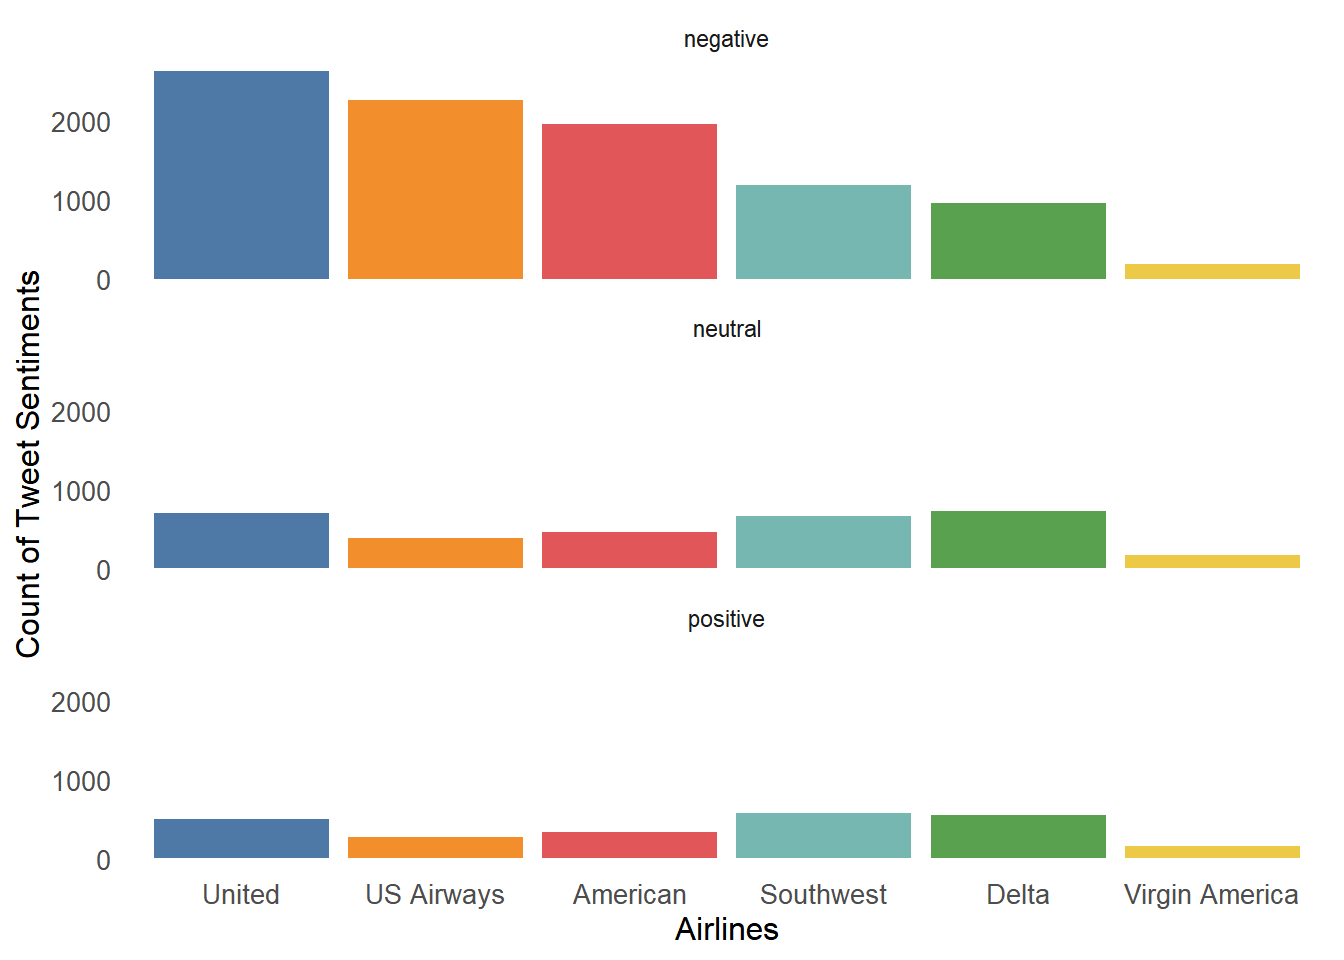 negative
2000
1000
0
neutral
2000
1000
0
positive
2000
1000
0
Count of Tweet Sentiments
United US Airways American Southwest Delta Virgin America
Airlines